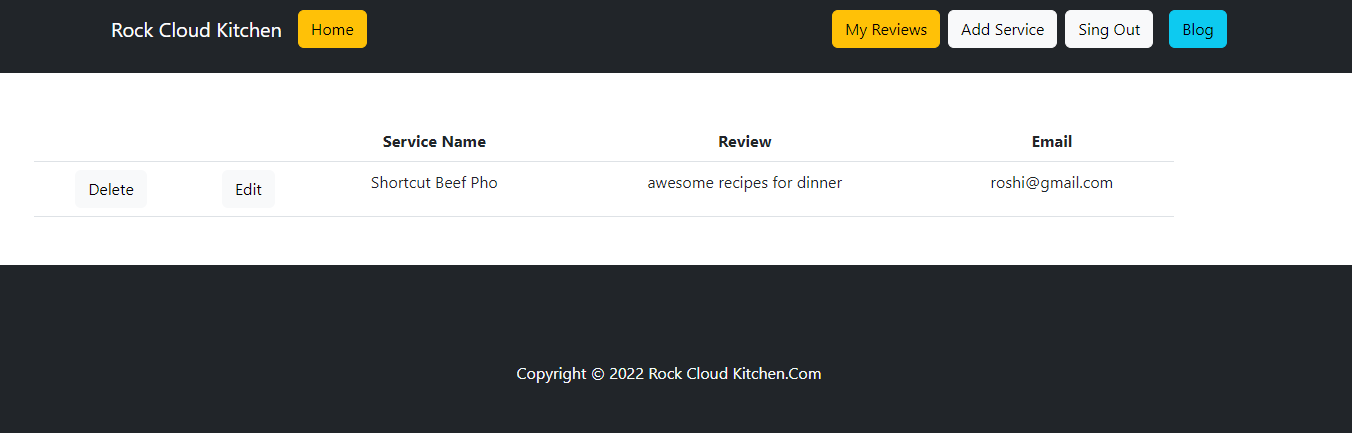 Rock Cloud Kitchen Home My Reviews Add Service Sing Out Blog
Service Name Review Email
Delete Edit Shortcut Beef Pho awesome recipes for dinner roshi@gmail.com
Copyright © 2022 Rock Cloud Kitchen.Com